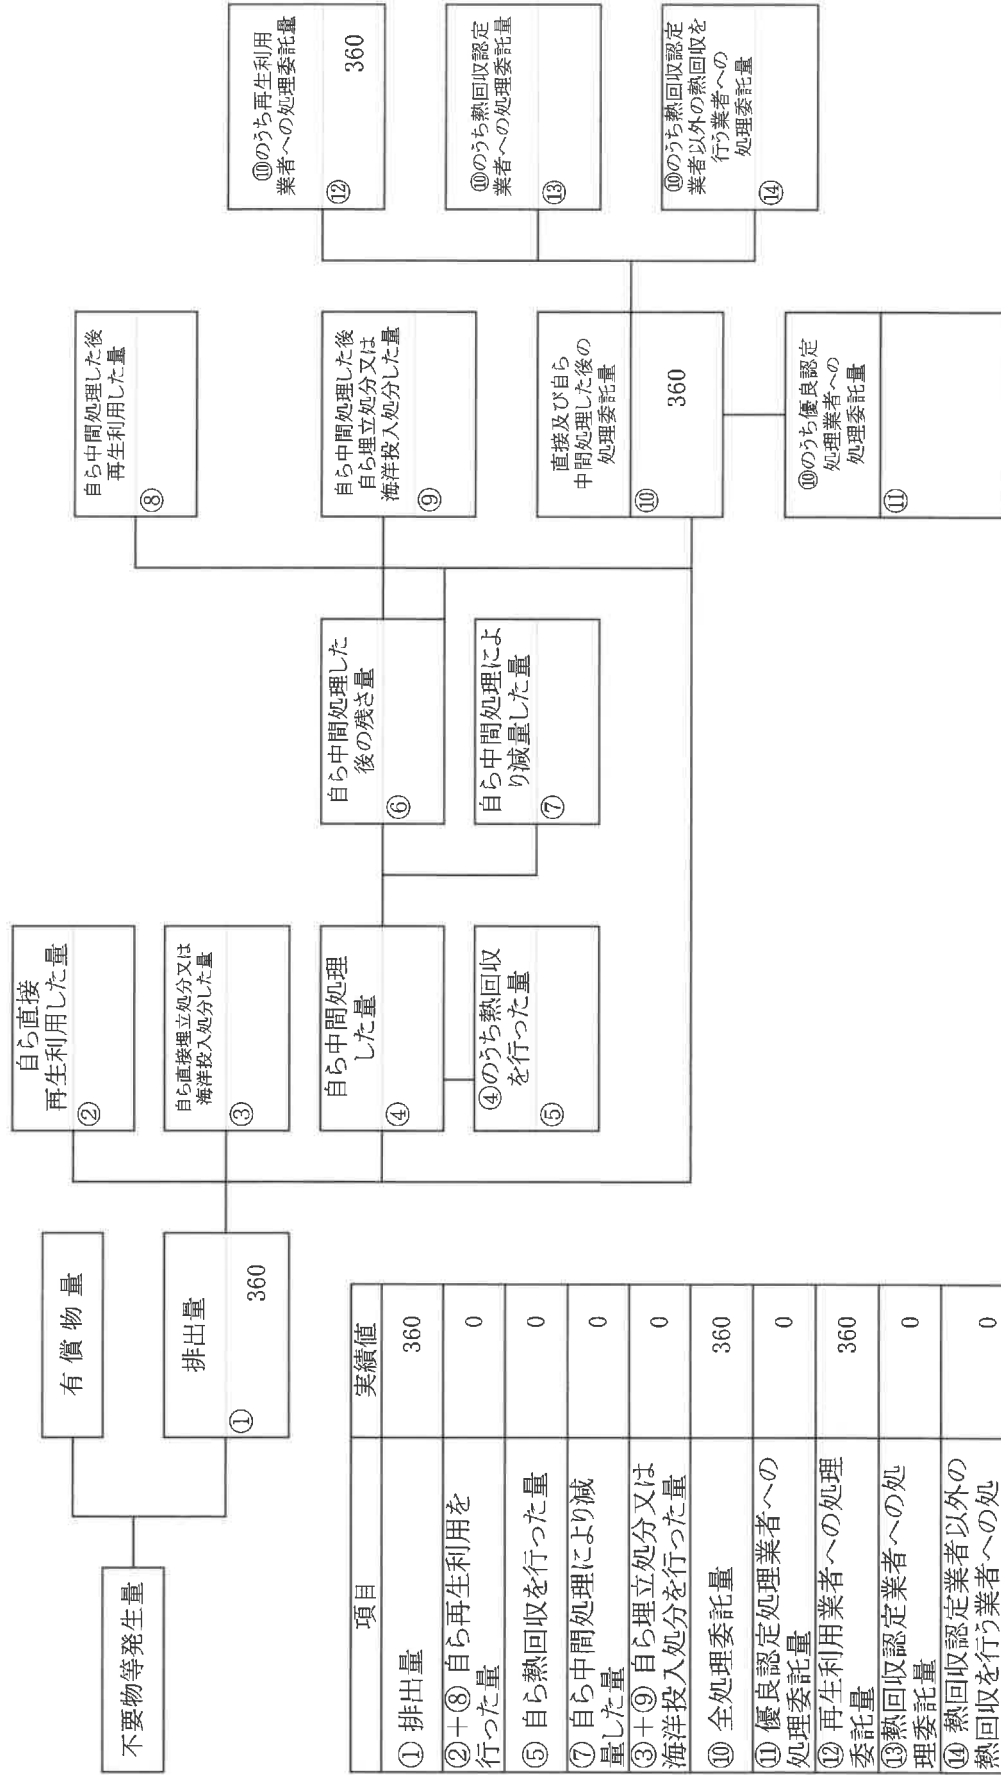 不要物等発生量
有償物量
排出量
①
360
自ら直接
再生利用した量
②
自ら直接埋立処分又は
海洋投入処分した量
③
自ら中間処理
した量
④
④のうち熱回収
を行った量
⑤
自ら中間処理した
後の残さ量
⑥
自ら中間処理によ
り減量した量
⑦
自ら中間処理した後
再生利用した量
⑧
自ら中間処理した後
自ら埋立処分又は
海洋投入処分した量
⑨
直接及び自ら
中間処理した後の
処理委託量
⑩
360
⑩のうち優良認定
処理業者への
処理委託量
⑪
⑩のうち再生利用
業者への処理委託量
⑫
360
⑩のうち熱回収認定
業者への処理委託量
⑬
⑩のうち熱回収認定
業者以外の熱回収を
行う業者への
処理委託量
⑭
項目 実績値
①排出量 360
②+⑧ 自ら再生利用を
行った量 0
⑤ 自ら熱回収を行った量 0
⑦ 自ら中間処理により減
量した量 0
③+⑨ 自ら埋立処分又は
海洋投入処分を行った量 0
⑩ 全処理委託量 360
⑪ 優良認定処理業者への
処理委託量 0
⑫ 再生利用業者への処理
委託量 360
⑬熱回収認定業者への処
理委託量 0
⑭ 熱回収認定業者以外の
熱回収を行う業者への処 0